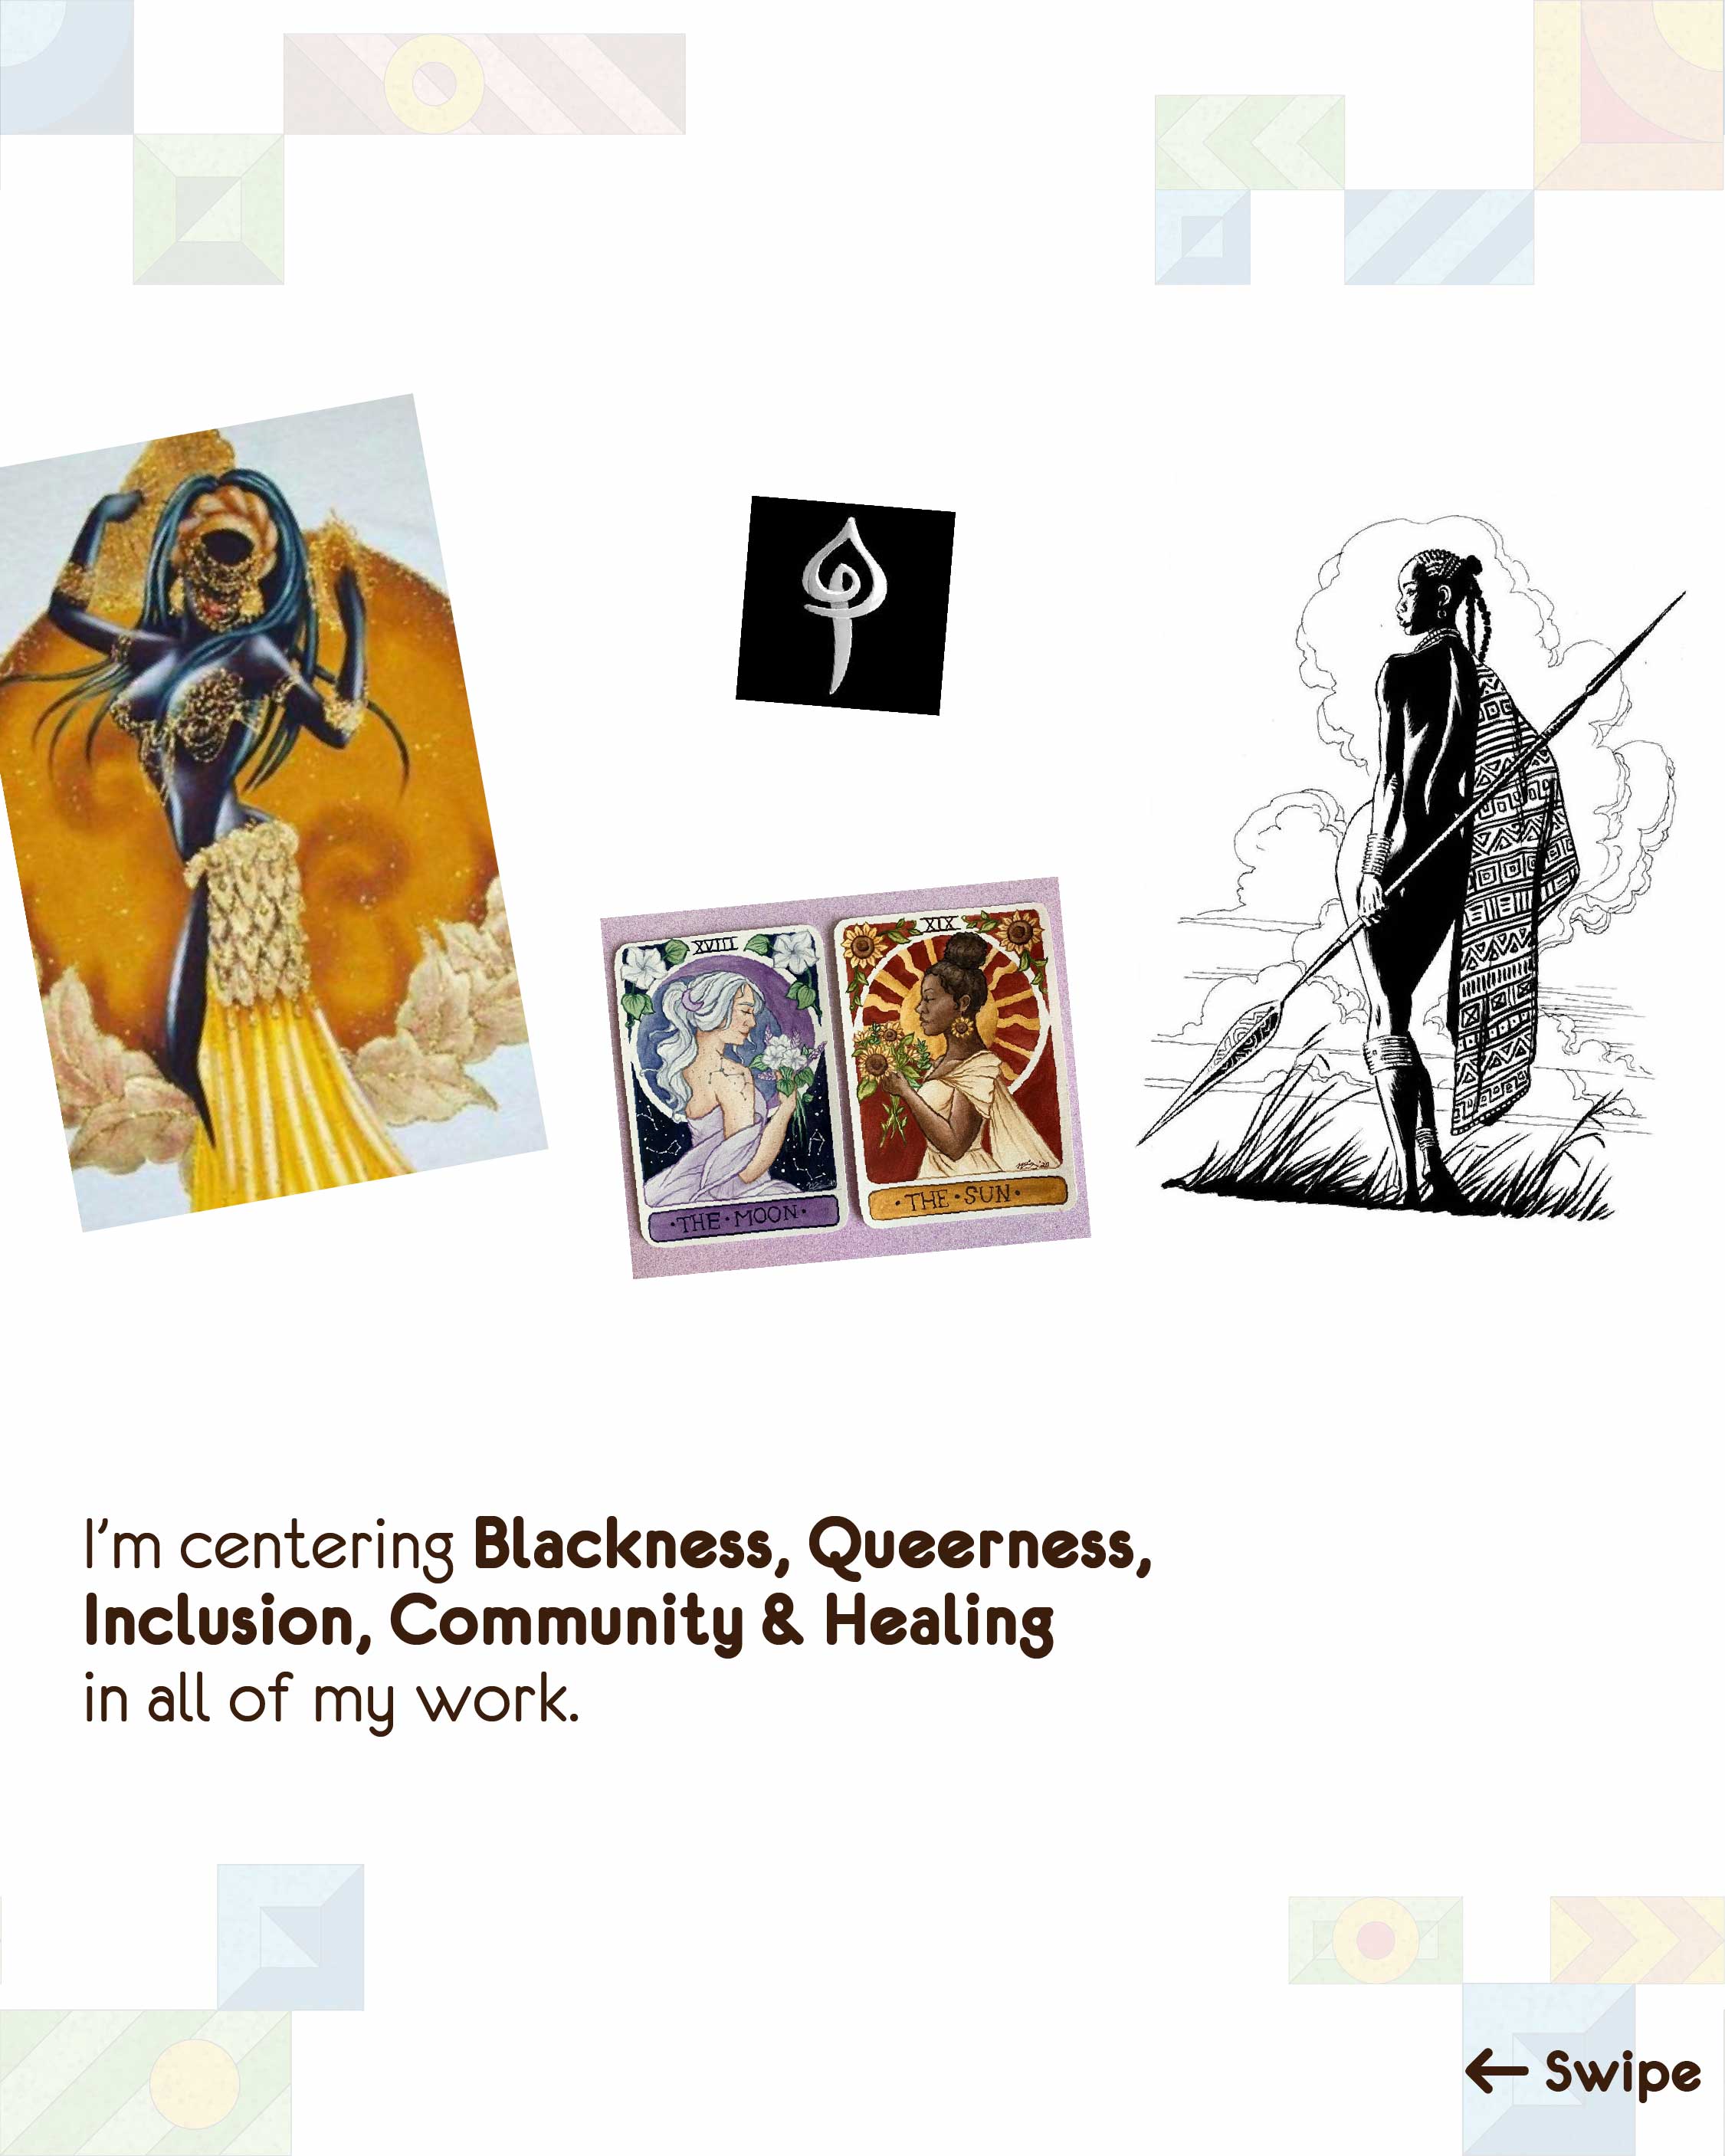 XVIII
XIX
·THE·MOON·
·THE·SUN·
I'm centering Blackness, Queerness,
Inclusion, Community & Healing
in all of my work.
← Swipe